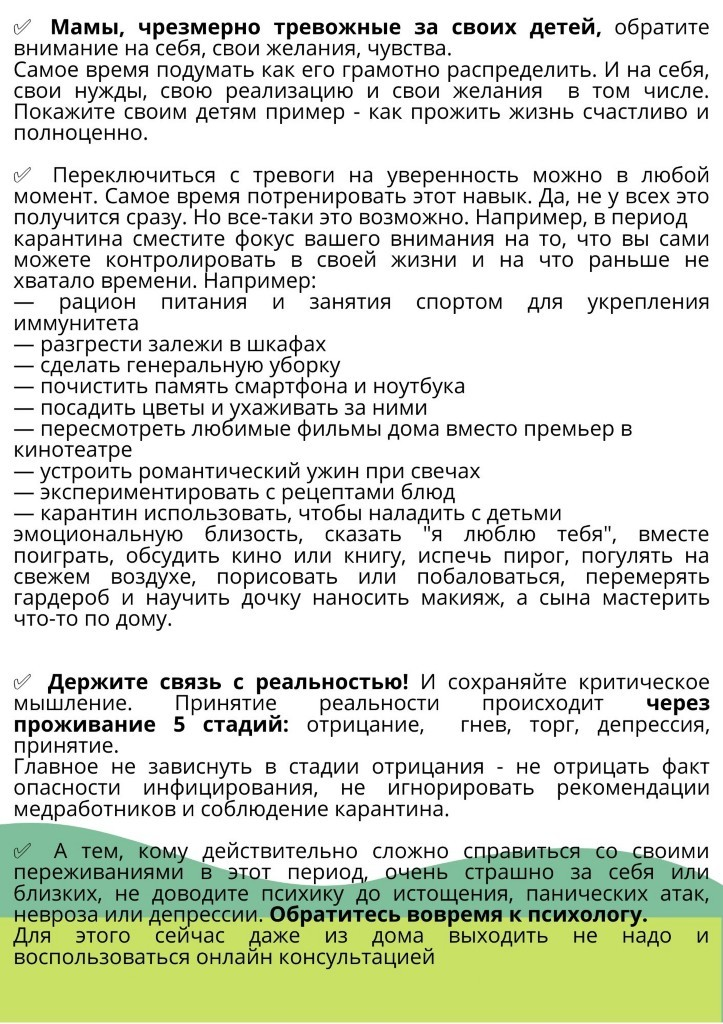 ✅ Мамы, чрезмерно тревожные за своих детей, обратите
внимание на себя, свои желания, чувства.
Самое время подумать как его грамотно распределить. И на себя,
свои нужды, свою реализацию и свои желания в том числе.
Покажите своим детям пример - как прожить жизнь счастливо и
полноценно.
✅ Переключиться с тревоги на уверенность можно в любой
момент. Самое время потренировать этот навык. Да, не у всех это
получится сразу. Но все-таки это возможно. Например, в период
карантина сместите фокус вашего внимания на то, что вы сами
можете контролировать в своей жизни и на что раньше не
хватало времени. Например:
— рацион питания и занятия спортом для укрепления
иммунитета
— разгрести залежи в шкафах
— сделать генеральную уборку
— почистить память смартфона и ноутбука
— посадить цветы и ухаживать за ними
— пересмотреть любимые фильмы дома вместо премьер в
кинотеатре
— устроить романтический ужин при свечах
— экспериментировать с рецептами блюд
— карантин использовать, чтобы наладить с детьми
эмоциональную близость, сказать "я люблю тебя", вместе
поиграть, обсудить кино или книгу, испечь пирог, погулять на
свежем воздухе, порисовать или побаловаться, перемерять
гардероб и научить дочку наносить макияж, а сына мастерить
что-то по дому.
✅ Держите связь с реальностью! И сохраняйте критическое
мышление. Принятие реальности происходит через
проживание 5 стадий: отрицание, гнев, торг, депрессия,
принятие.
Главное не зависнуть в стадии отрицания - не отрицать факт
опасности инфицирования, не игнорировать рекомендации
медработников и соблюдение карантина.
✅ А тем, кому действительно сложно справиться со своими
переживаниями в этот период, очень страшно за себя или
близких, не доводите психику до истощения, панических атак,
невроза или депрессии. Обратитесь вовремя к психологу.
Для этого сейчас даже из дома выходить не надо и
воспользоваться онлайн консультацией